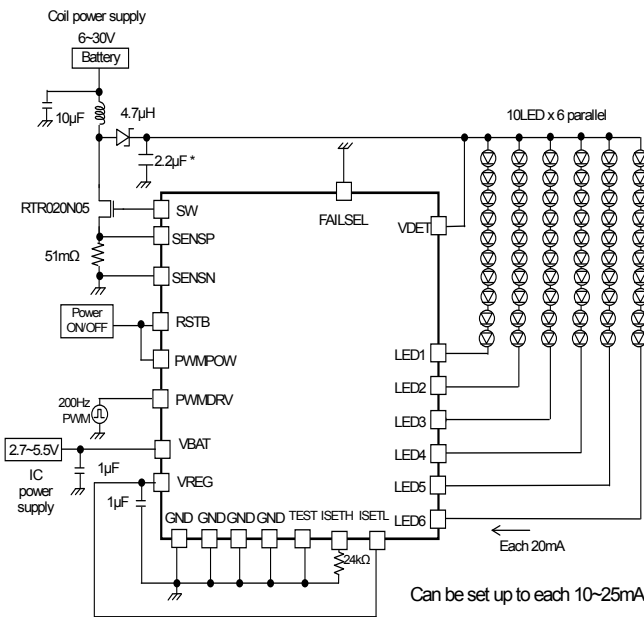 Coil power supply
6~30V
Battery
10µF
4.7µH
2.2µF *
10LED x 6 parallel
RTR020N05
SW
FAILSEL
VDET
SENSP
51mΩ
SENSN
Power
ON/OFF
RSTB
PWMPOW
LED1
LED2
200Hz
PWM
PWMDRV
LED3
2.7~5.5V
VBAT
LED4
IC
power
supply
1µF
VREG
LED5
1µF
GND GND GND GND TEST ISETH ISETL
LED6
24kΩ
Each 20mA
Can be set up to each 10~25mA